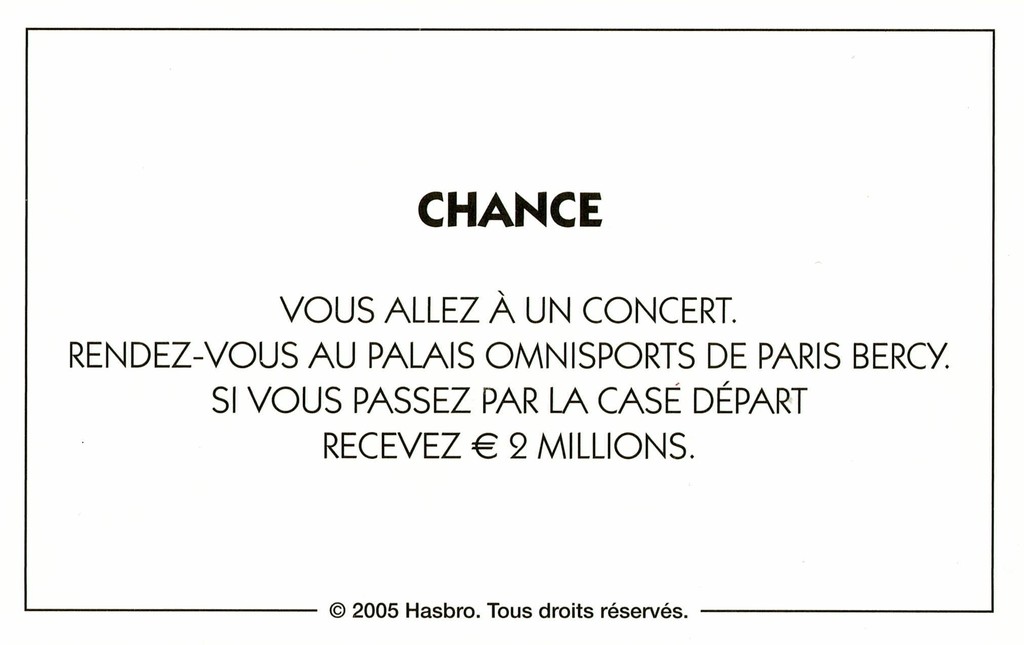 CHANCE
VOUS ALLEZ À UN CONCERT.
RENDEZ-VOUS AU PALAIS OMNISPORTS DE PARIS BERCY.
SI VOUS PASSEZ PAR LA CASE DÉPART
RECEVEZ € 2 MILLIONS.
© 2005 Hasbro. Tous droits réservés.